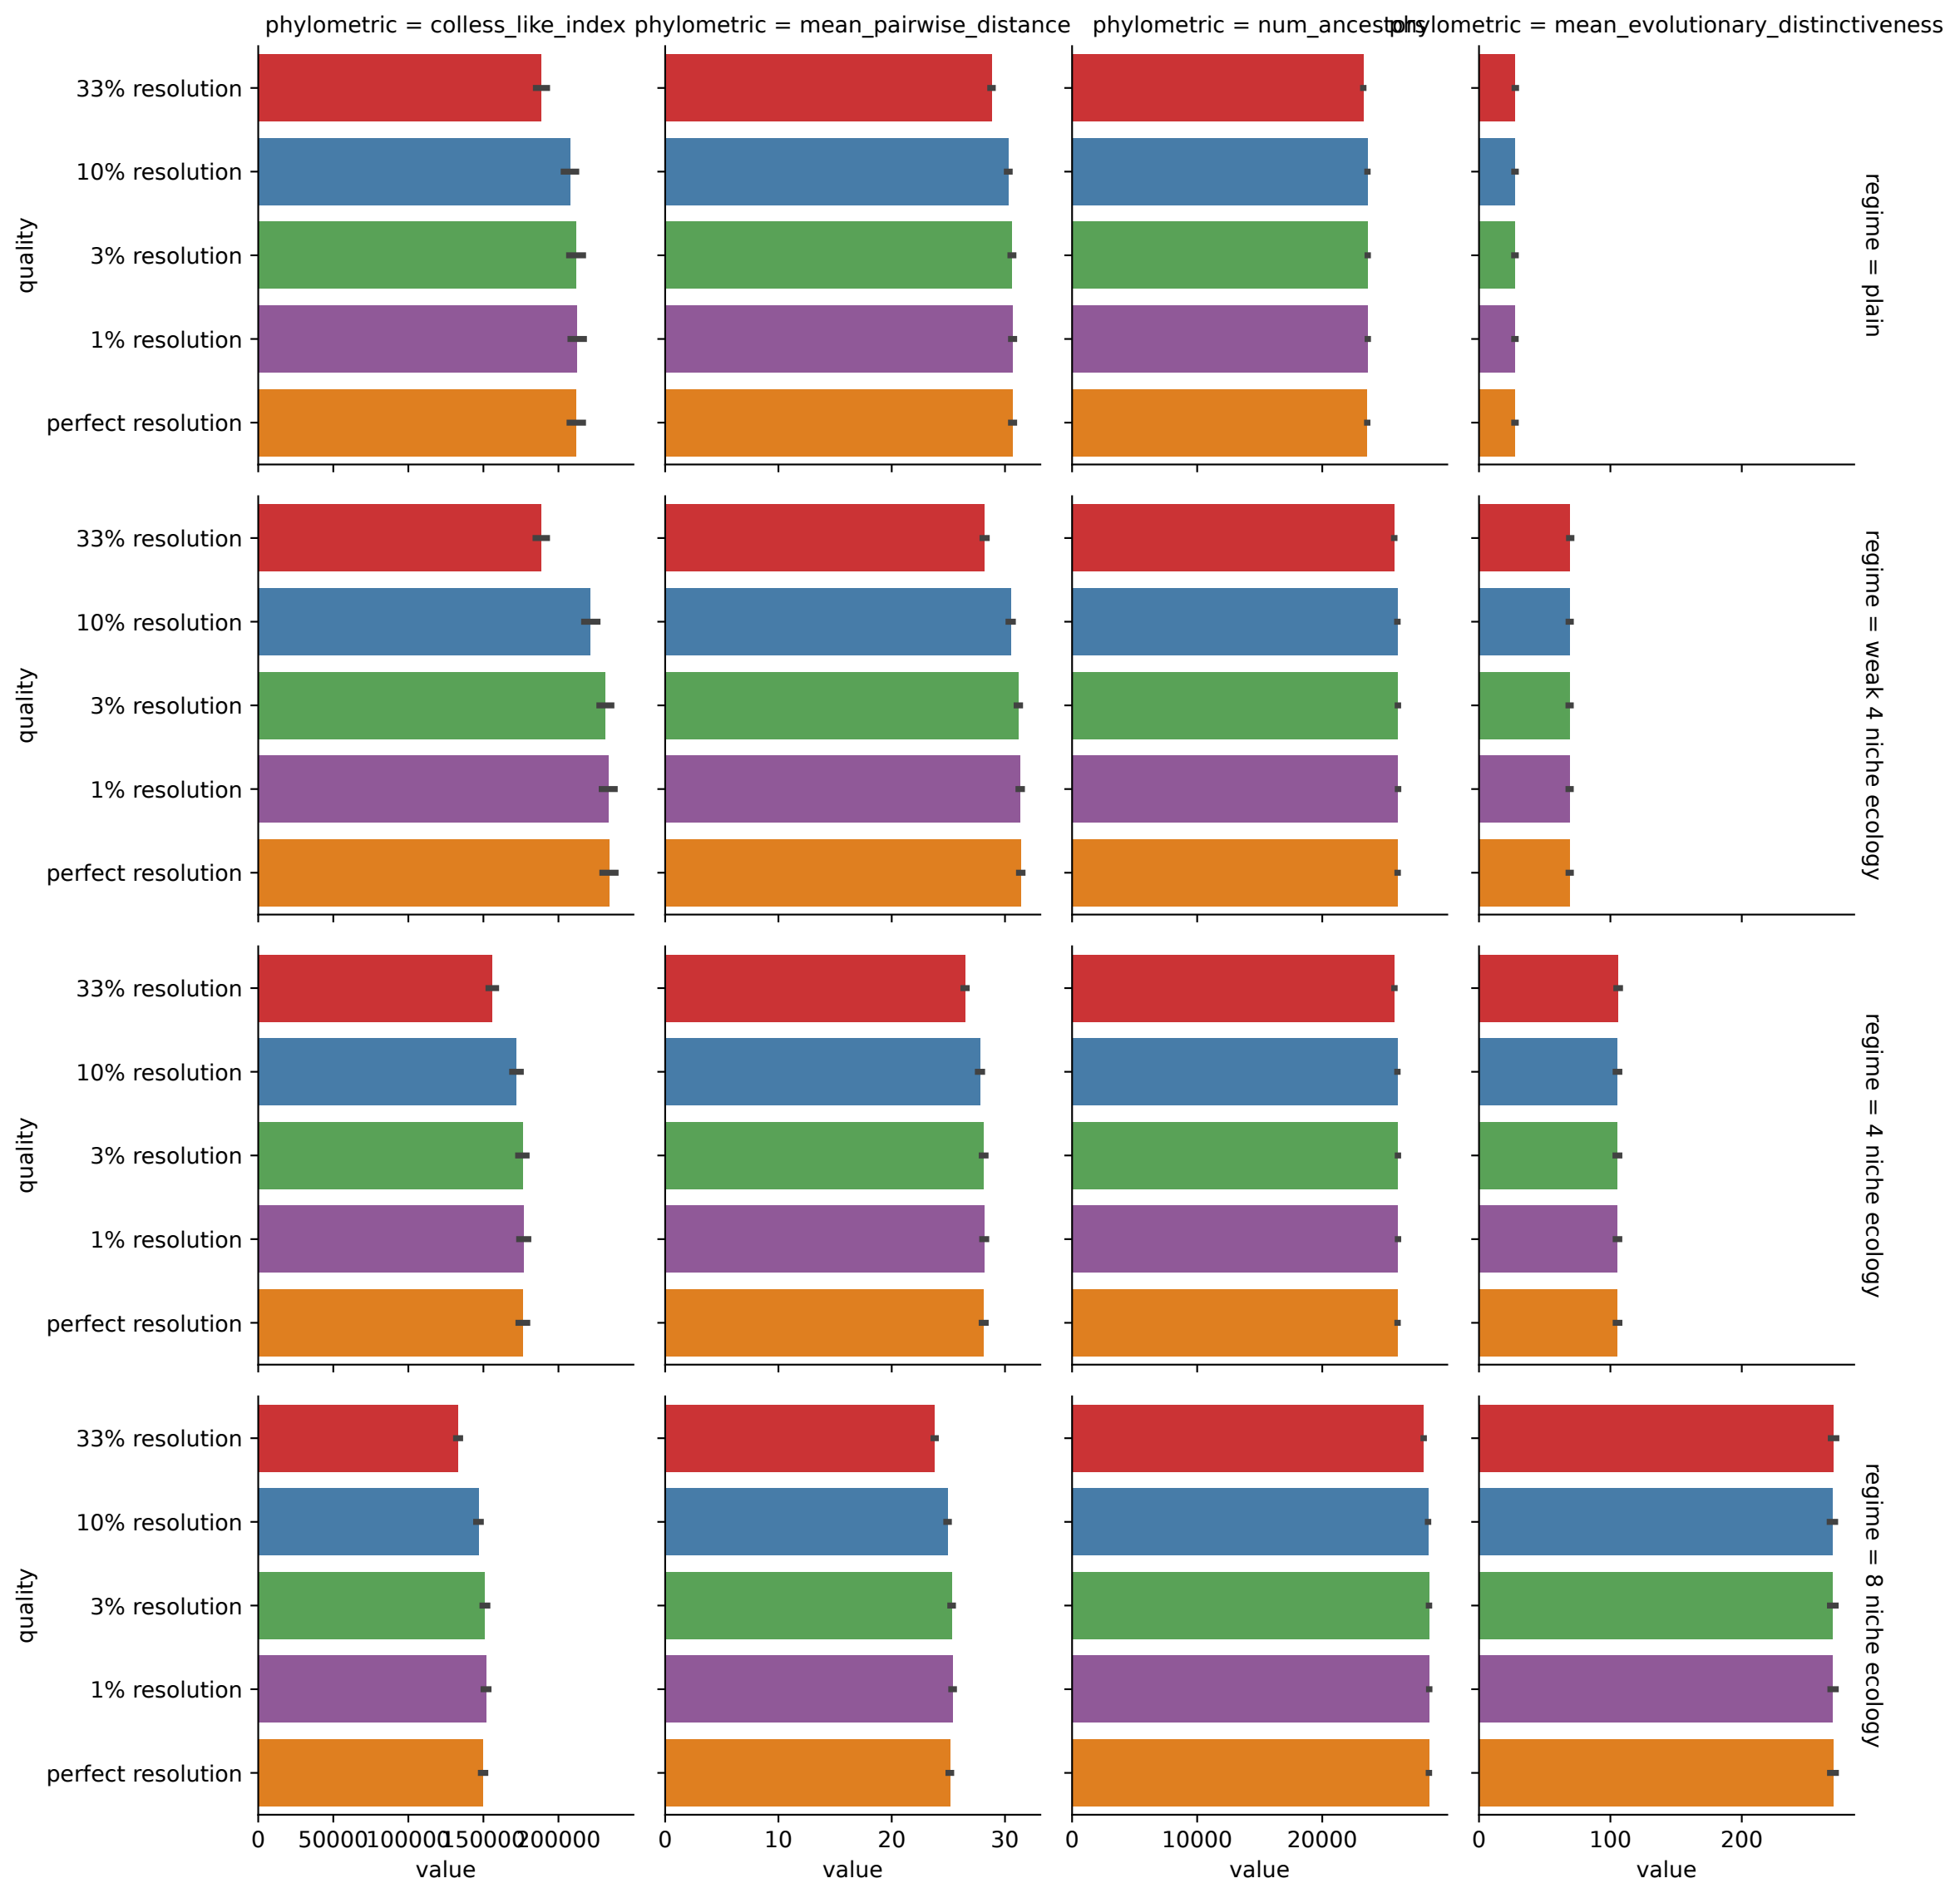 phylometric = colless_like_index
phylometric = mean_pairwise_distance
phylometric = num_ancestors
phylometric = mean_evolutionary_distinctiveness
quality
33% resolution
10% resolution
3% resolution
1% resolution
perfect resolution
regime = plain
quality
33% resolution
10% resolution
3% resolution
1% resolution
perfect resolution
regime = weak 4 niche ecology
quality
33% resolution
10% resolution
3% resolution
1% resolution
perfect resolution
regime = 4 niche ecology
quality
33% resolution
10% resolution
3% resolution
1% resolution
perfect resolution
regime = 8 niche ecology
0 50000 100000 150000 200000
0 10 20 30
0 10000 20000
0 100 200
value
value
value
value